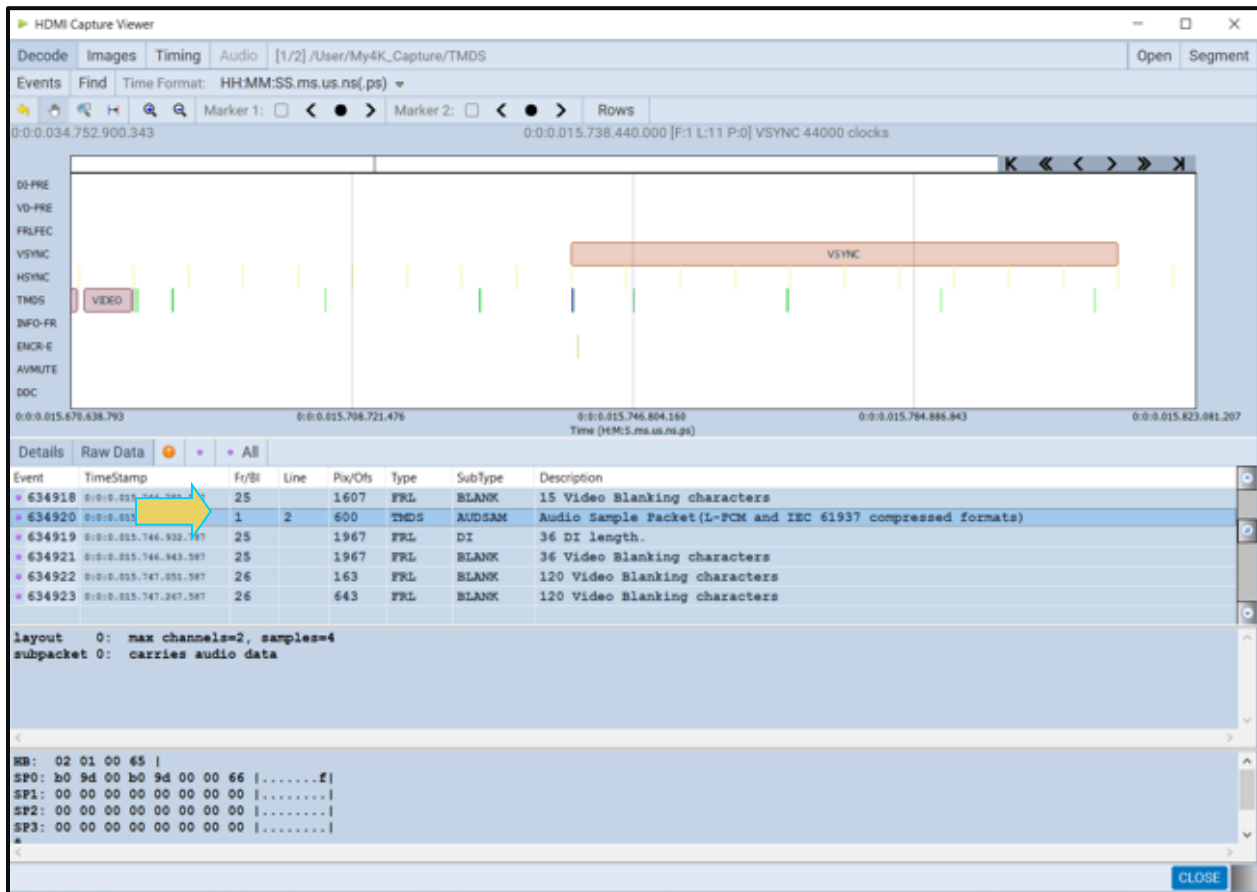 HDMI Capture Viewer
Decode Images Timing Audio [1/2] /User/My4K_Capture/TMDS Open Segment
Events Find Time Format: HH:MM:SS.ms.us.ns(.ps)
Marker 1: Marker 2: Rows
0:0:0.034.752.900.343 0:0:0.015.738.440.000 [F:1 L:11 P:0] VSYNC 44000 clocks
DI-PRE
VD-PRE
FRLFEC
VSYNC VSYNC
HSYNC
TMDS VIDEO
INFO-FR
ENCR-E
AVMUTE
DDC
0:0:0.015.670.638.793 0:0:0.015.708.721.476 0:0:0.015.746.804.160 0:0:0.015.784.886.843 0:0:0.015.823.081.207
Time (H:M:S.ms.us.ns.ps)
Details Raw Data All
Event TimeStamp Fr/Bl Line Pix/Ofs Type SubType Description
634918 25 1607 FRL BLANK 15 Video Blanking characters
634920 1 2 600 TMDS AUDSAM Audio Sample Packet(L-PCM and IEC 61937 compressed formats)
634919 0:0:0.015.746.932.787 25 1967 FRL DI 36 DI length.
634921 0:0:0.015.746.943.587 25 1967 FRL BLANK 36 Video Blanking characters
634922 0:0:0.015.747.051.587 26 163 FRL BLANK 120 Video Blanking characters
634923 0:0:0.015.747.267.587 26 643 FRL BLANK 120 Video Blanking characters
layout 0: max channels=2, samples=4
subpacket 0: carries audio data
HB: 02 01 00 65 |
SP0: b0 9d 00 b0 9d 00 00 66 |.......f|
SP1: 00 00 00 00 00 00 00 00 |........|
SP2: 00 00 00 00 00 00 00 00 |........|
SP3: 00 00 00 00 00 00 00 00 |........|
CLOSE